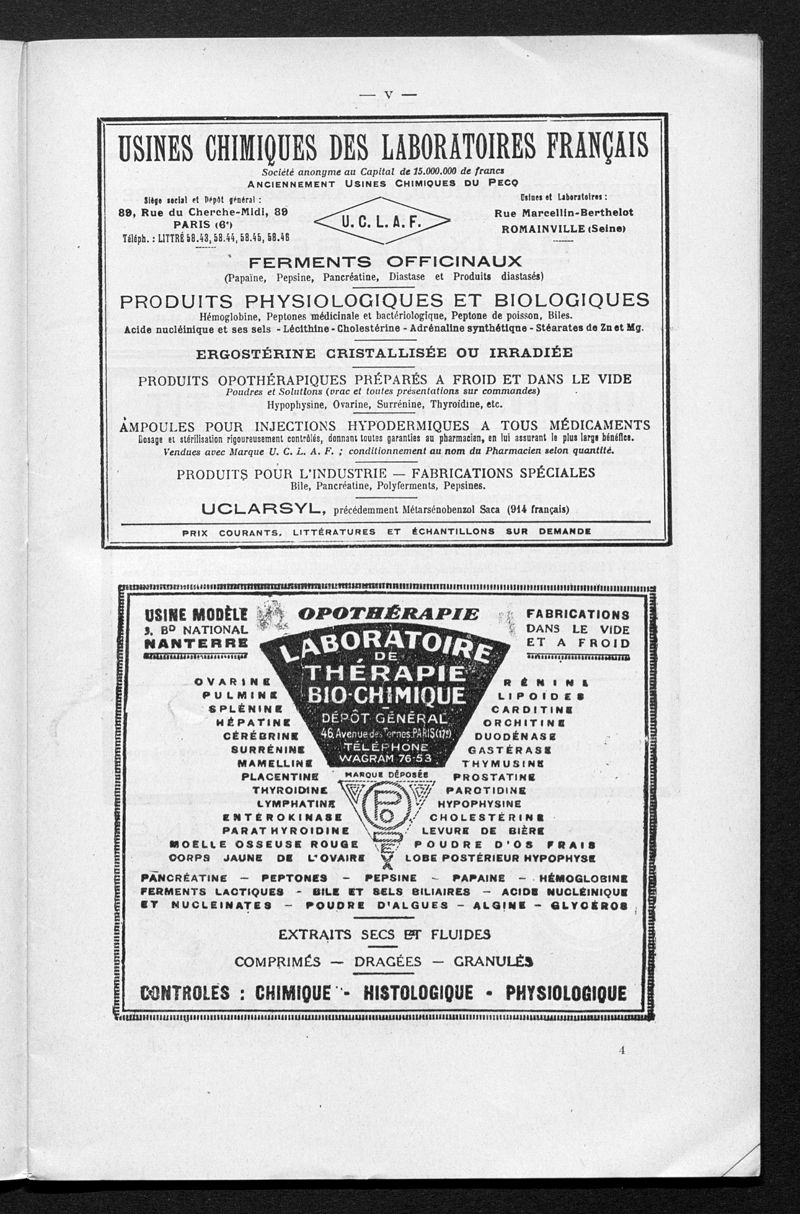 — V —
USINES CHIMIQUES DES LABORATOIRES FRANÇAIS
Société anonyme au Capital de 15.000.000 de francs
ANCIENNEMENT USINES CHIMIQUES DU PECQ
Siège social et Dépôt général :
89, Rue du Cherche-Midi, 89
PARIS (6e)
Téléph. : LITTRÉ 58.43, 58.44, 58.45, 58.46
U. C. L. A. F.
Usines et Laboratoires :
Rue Marcellin-Berthelot
ROMAINVILLE (Seine)
FERMENTS OFFICINAUX
(Papaïne, Pepsine, Pancréatine, Diastase et Produits diastasés)
PRODUITS PHYSIOLOGIQUES ET BIOLOGIQUES
Hémoglobine, Peptones médicinale et bactériologique, Peptone de poisson, Biles.
Acide nucléinique et ses sels - Lécithine - Cholestérine - Adrénaline synthétique - Stéarates de Zn et Mg.
ERGOSTÉRINE CRISTALLISÉE OU IRRADIÉE
PRODUITS OPOTHÉRAPIQUES PRÉPARÉS A FROID ET DANS LE VIDE
Poudres et Solutions (vrac et toutes présentations sur commandes)
Hypophysine, Ovarine, Surrénine, Thyroïdine, etc.
AMPOULES POUR INJECTIONS HYPODERMIQUES A TOUS MÉDICAMENTS
Dosage et stérilisation rigoureusement contrôlés, donnant toutes garanties au pharmacien, en lui assurant le plus large bénéfice.
Vendues avec Marque U. C. L. A. F. ; conditionnement au nom du Pharmacien selon quantité.
PRODUITS POUR L'INDUSTRIE — FABRICATIONS SPÉCIALES
Bile, Pancréatine, Polyferments, Pepsines.
UCLARSYL, précédemment Métarsénobenzol Saca (914 français)
PRIX COURANTS, LITTÉRATURES ET ÉCHANTILLONS SUR DEMANDE
USINE MODÈLE
9, BD NATIONAL
NANTERRE
OPOTHÉRAPIE
FABRICATIONS
DANS LE VIDE
ET A FROID
LABORATOIRE
DE
THÉRAPIE
BIO-CHIMIQUE
DÉPÔT GÉNÉRAL
46, Avenue des Ternes, PARIS (17e)
TÉLÉPHONE
WAGRAM 76-53
MARQUE DÉPOSÉE
OVARINE
PULMINE
SPLÉNINE
HÉPATINE
CÉRÉBRINE
SURRÉNINE
MAMELLINE
PLACENTINE
THYROIDINE
LYMPHATINE
ENTÉROKINASE
PARATHYROIDINE
MOELLE OSSEUSE ROUGE
CORPS JAUNE DE L'OVAIRE
RÉNINE
LIPOIDES
CARDITINE
ORCHITINE
DUODÉNASE
GASTÉRASE
THYMUSINE
PROSTATINE
PAROTIDINE
HYPOPHYSINE
CHOLESTÉRINE
LEVURE DE BIÈRE
POUDRE D'OS FRAIS
LOBE POSTÉRIEUR HYPOPHYSE
PANCRÉATINE — PEPTONES — PEPSINE — PAPAINE — HÉMOGLOBINE
FERMENTS LACTIQUES - BILE ET SELS BILIAIRES — ACIDE NUCLÉINIQUE
ET NUCLEINATES — POUDRE D'ALGUES — ALGINE — GLYCÉROS
EXTRAITS SECS ET FLUIDES
COMPRIMÉS — DRAGÉES — GRANULÉS
CONTROLES : CHIMIQUE - HISTOLOGIQUE - PHYSIOLOGIQUE
4